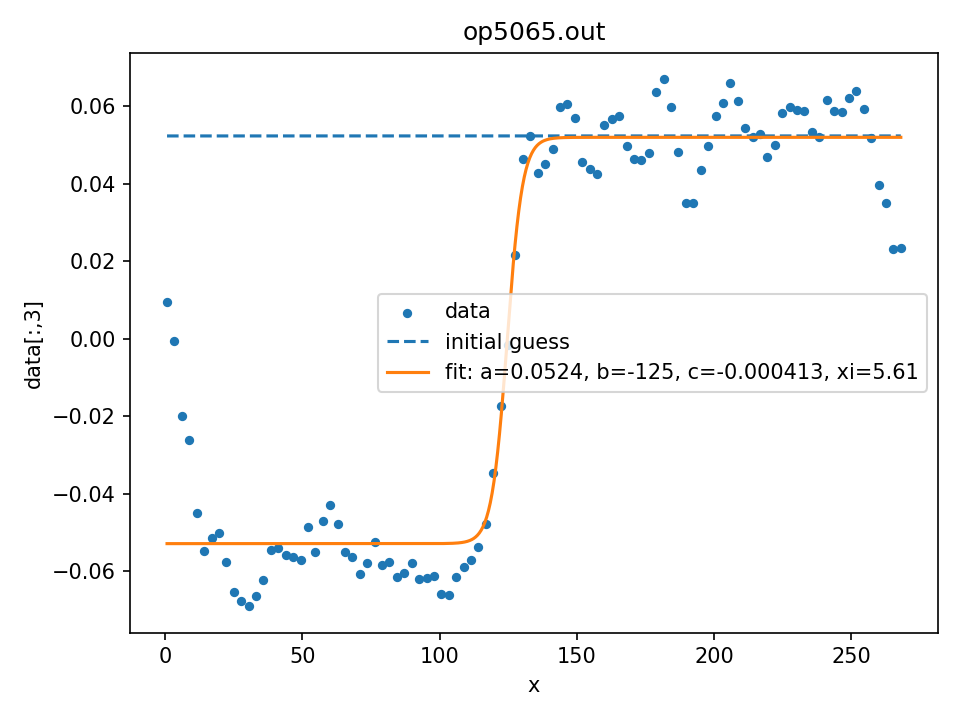 op5065.out
0.06
0.04
0.02
0.00
−0.02
−0.04
−0.06
data[:,3]
data
initial guess
fit: a=0.0524, b=-125, c=-0.000413, xi=5.61
0 50 100 150 200 250
x